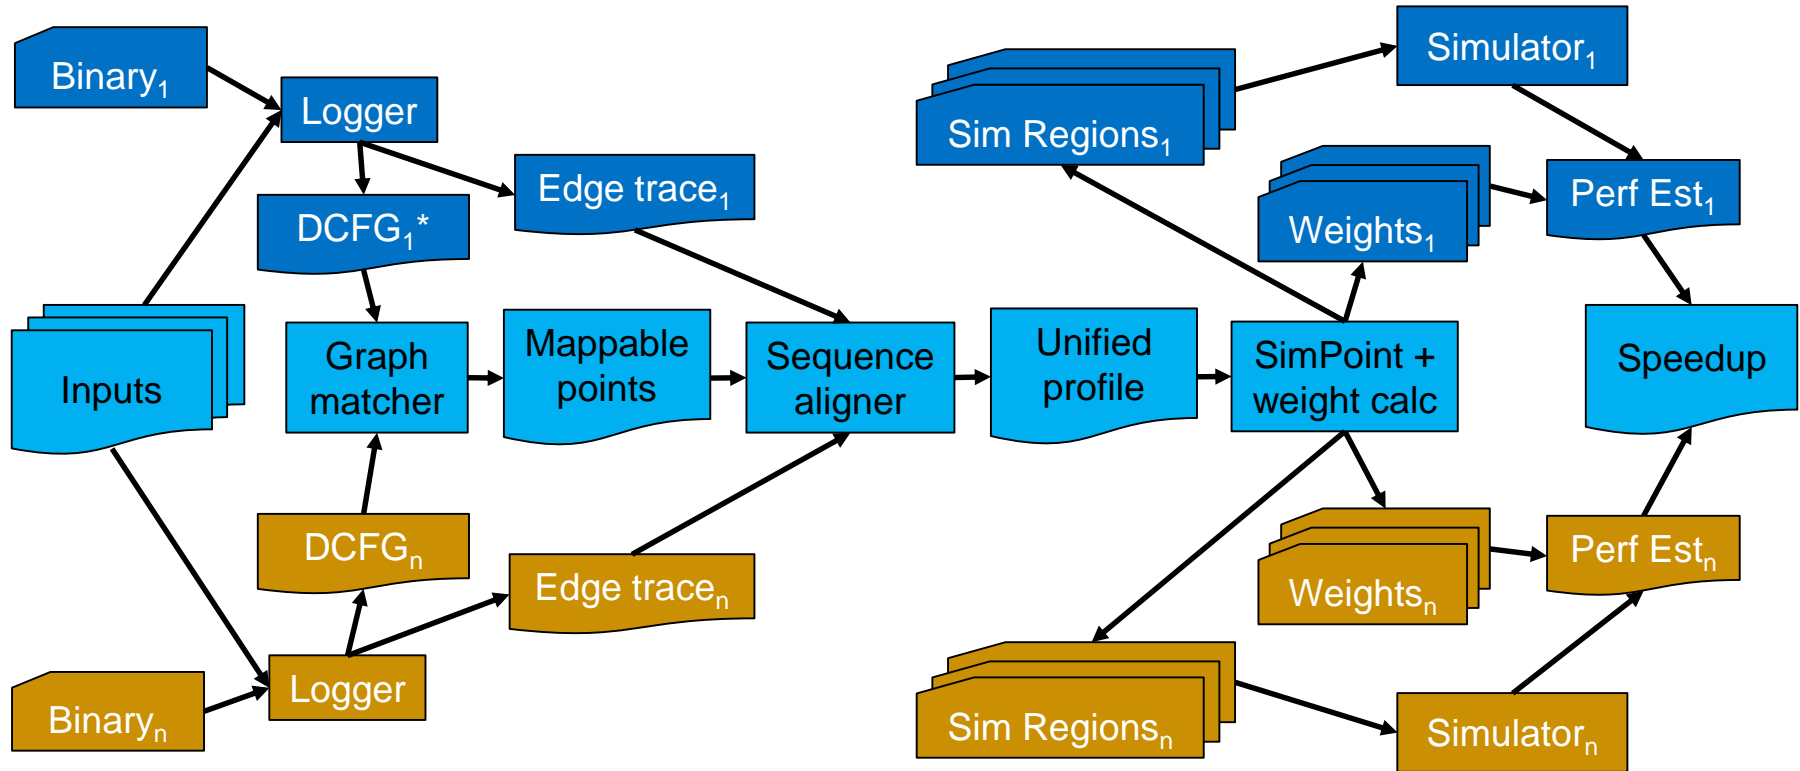 Binary1
Logger
DCFG1*
Edge trace1
Inputs
Graph
matcher
Mappable
points
Sequence
aligner
Unified
profile
SimPoint +
weight calc
Sim Regions1
Simulator1
Weights1
Perf Est1
Speedup
DCFGn
Edge tracen
Logger
Binaryn
Weightsn
Perf Estn
Sim Regionsn
Simulatorn